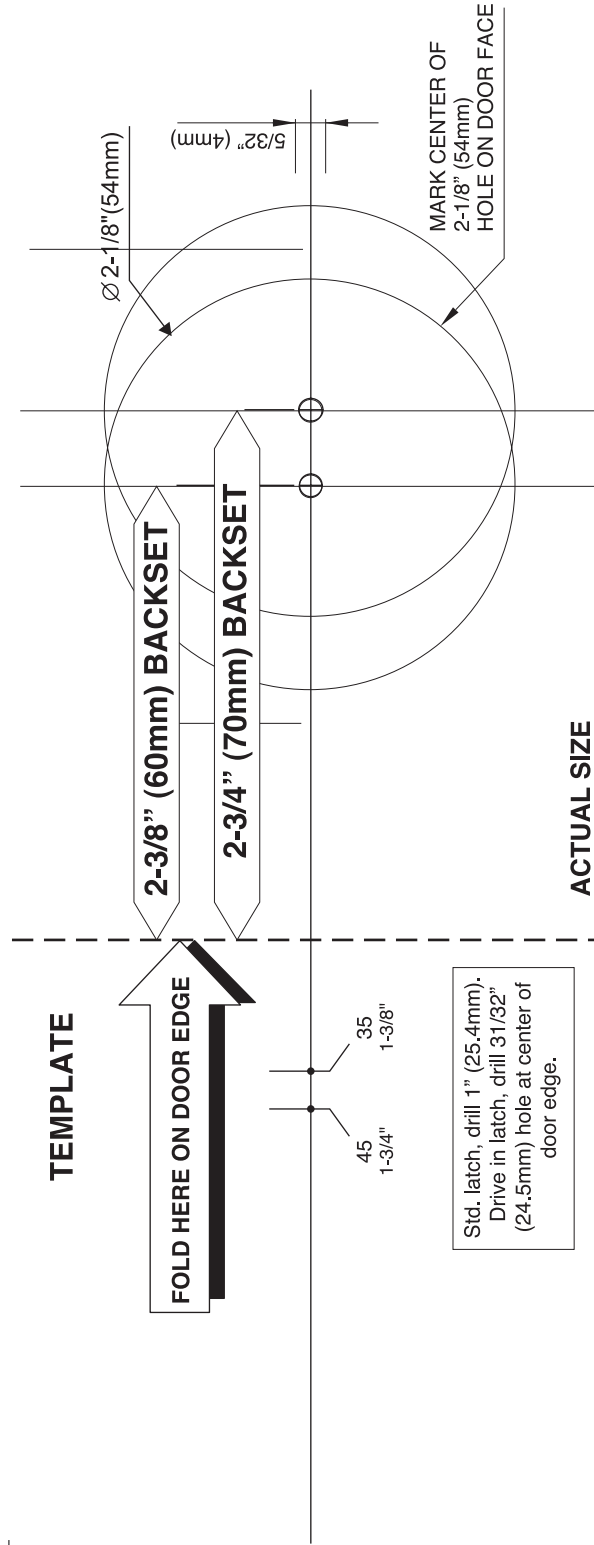 TEMPLATE
FOLD HERE ON DOOR EDGE
2-3/8” (60mm) BACKSET
2-3/4” (70mm) BACKSET
Ø 2-1/8"(54mm)
5/32” (4mm)
MARK CENTER OF
2-1/8” (54mm)
HOLE ON DOOR FACE
45
1-3/4"
35
1-3/8"
Std. latch, drill 1” (25.4mm).
Drive in latch, drill 31/32”
(24.5mm) hole at center of
door edge.
ACTUAL SIZE